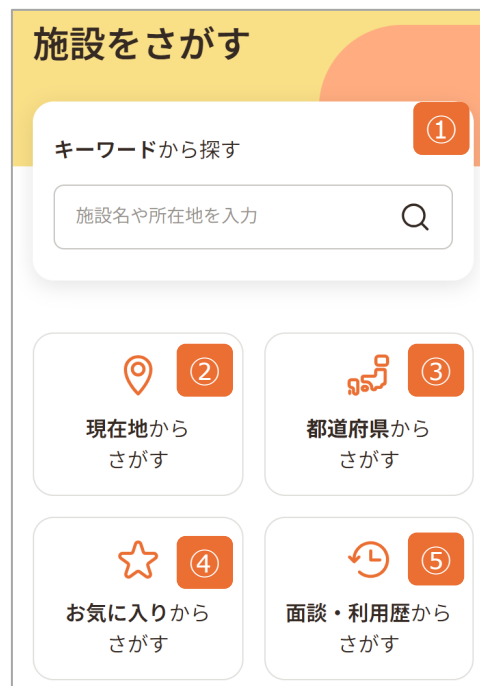 施設をさがす
①
キーワードから探す
施設名や所在地を入力
②
現在地から
さがす
③
都道府県から
さがす
④
お気に入りから
さがす
⑤
面談・利用歴から
さがす